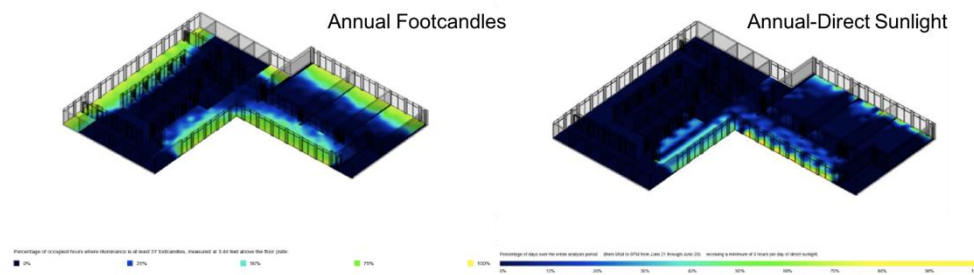 Annual Footcandles
Annual-Direct Sunlight
Percentage of occupied hours where illuminance is at least 37 footcandles, measured at 3.44 feet above the floor plate.
0% 25% 50% 75% 100%
Percentage of days over the entire analysis period receiving a minimum of 3 hours per day of direct sunlight.
0% 10% 20% 30% 40% 50% 60% 70% 80% 90%